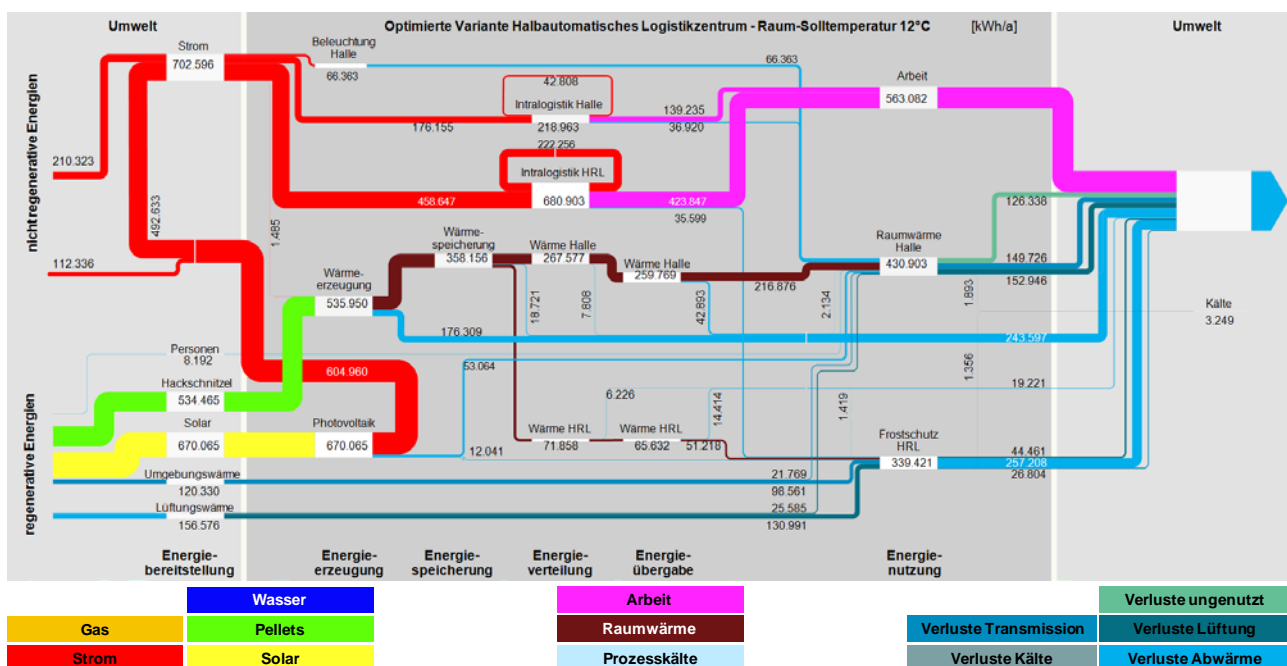 Umwelt
Optimierte Variante Halbautomatisches Logistikzentrum - Raum-Solltemperatur 12°C
[kWh/a]
Umwelt
nichtregenerative Energien
regenerative Energien
Strom
702.596
Beleuchtung
Halle
66.363
66.363
42.808
Intralogistik Halle
218.963
176.155
139.235
36.920
Arbeit
563.082
210.323
222.256
Intralogistik HRL
680.903
458.647
423.847
35.599
126.338
492.633
1.485
112.336
Wärme-
speicherung
358.156
Wärme Halle
267.577
Wärme Halle
259.769
Raumwärme
Halle
430.903
149.726
152.946
216.876
Wärme-
erzeugung
535.950
176.309
18.721
7.808
42.893
2.134
1.893
243.597
Kälte
3.249
Personen
8.192
604.960
53.064
1.356
Hackschnitzel
534.465
6.226
14.414
1.419
19.221
Solar
670.065
Photovoltaik
670.065
12.041
Wärme HRL
71.858
Wärme HRL
65.632
51.218
Frostschutz
HRL
339.421
44.461
257.208
26.804
Umgebungswärme
120.330
21.769
98.561
Lüftungswärme
156.576
25.585
130.991
Energie-
bereitstellung
Energie-
erzeugung
Energie-
speicherung
Energie-
verteilung
Energie-
übergabe
Energie-
nutzung
Wasser
Arbeit
Verluste ungenutzt
Gas
Pellets
Raumwärme
Verluste Transmission
Verluste Lüftung
Strom
Solar
Prozesskälte
Verluste Kälte
Verluste Abwärme